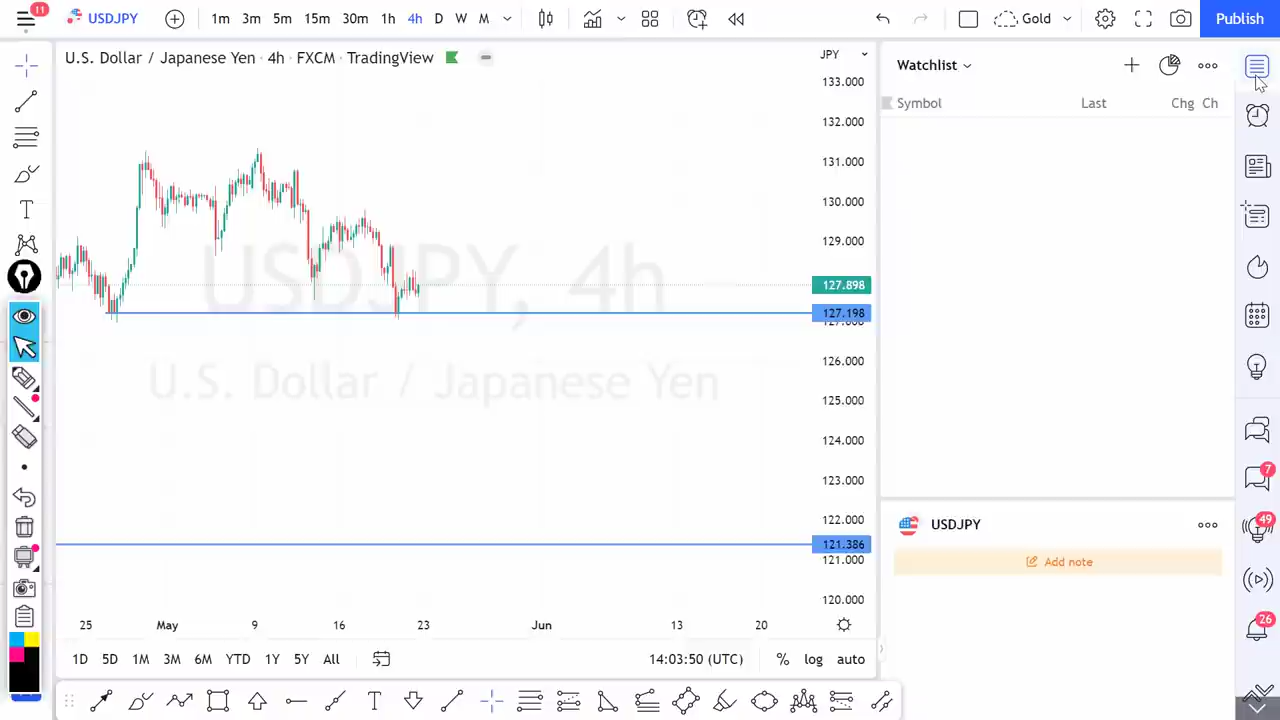 11 USDJPY 1m 3m 5m 15m 30m 1h 4h D W M Gold Publish
U.S. Dollar / Japanese Yen · 4h · FXCM · TradingView
JPY
Watchlist
Symbol Last Chg Ch
133.000
132.000
131.000
130.000
129.000
127.898
127.198
127.000
126.000
125.000
124.000
123.000
122.000
121.386
121.000
120.000
USDJPY, 4h
U.S. Dollar / Japanese Yen
USDJPY
Add note
7
49
26
25 May 9 16 23 Jun 13 20
1D 5D 1M 3M 6M YTD 1Y 5Y All 14:03:50 (UTC) % log auto